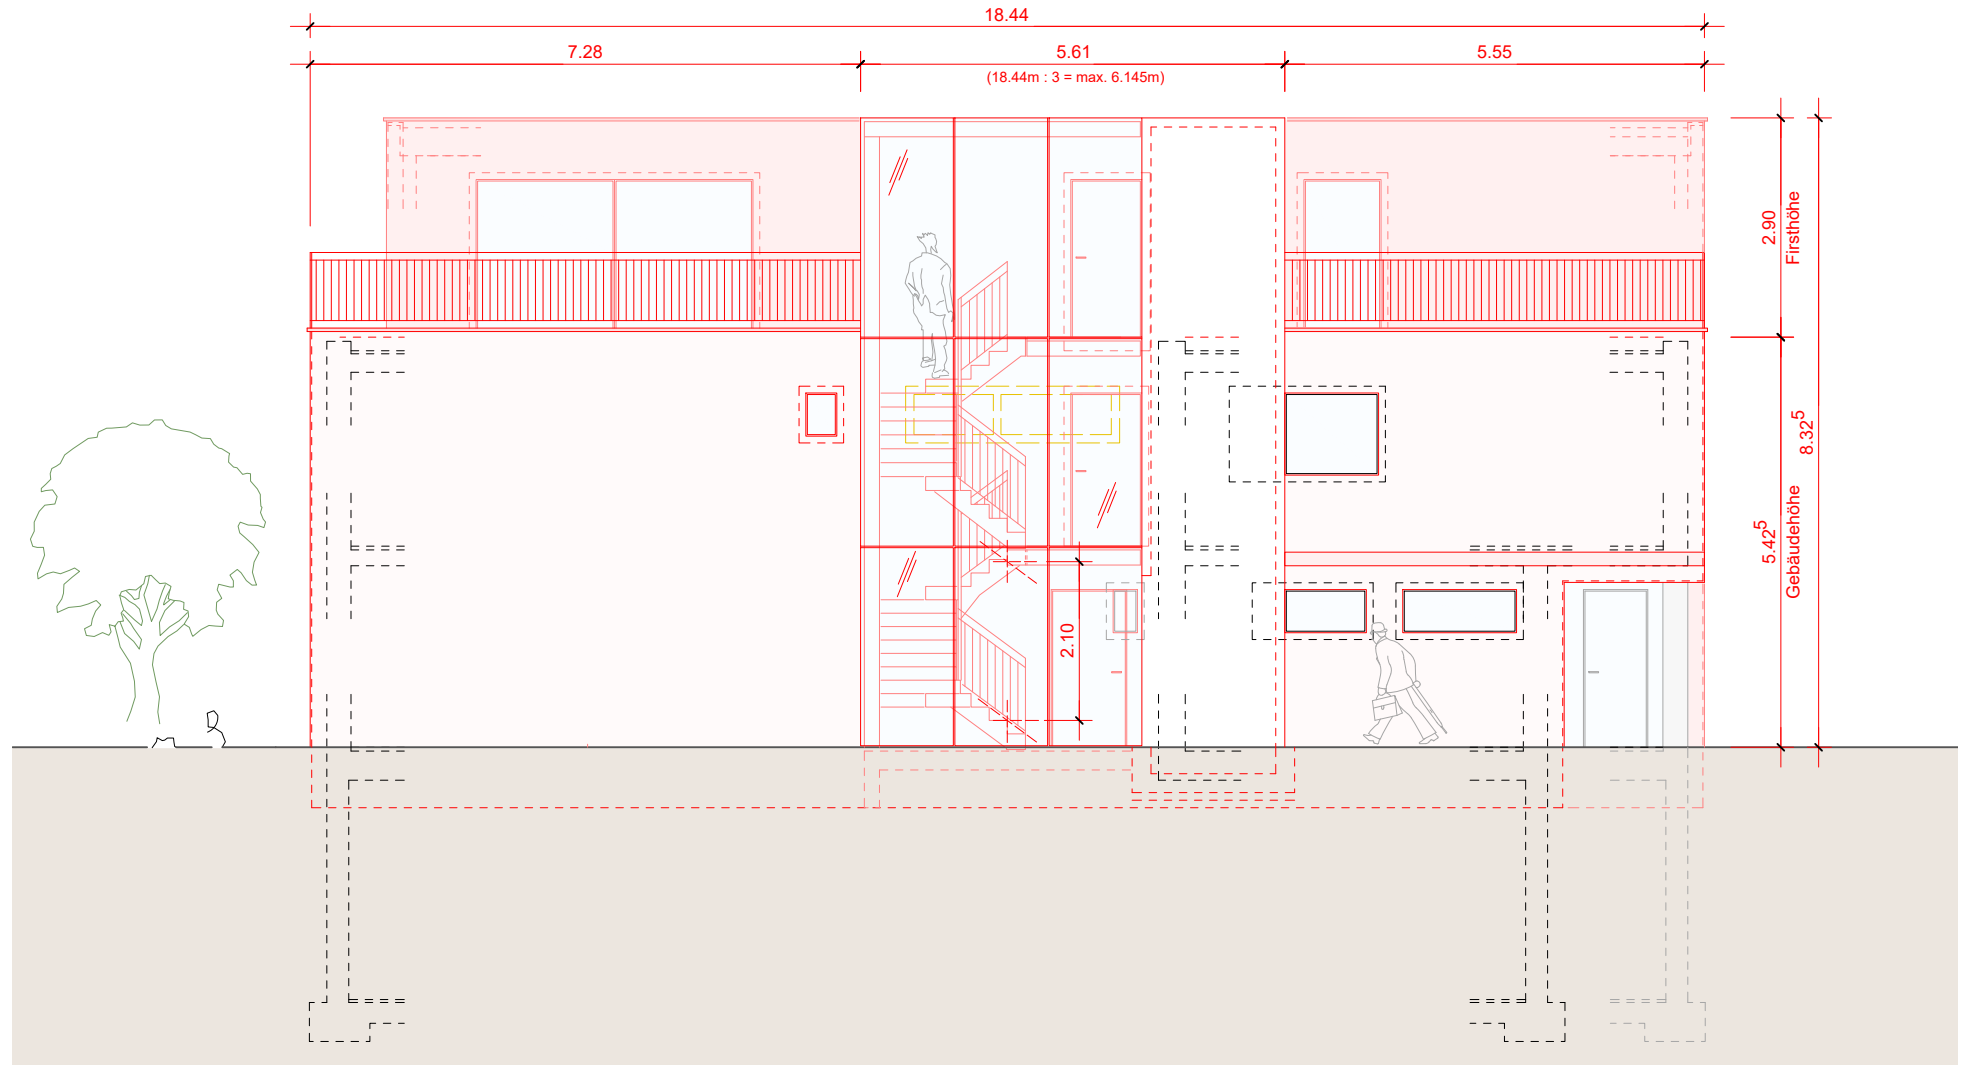 18.44
7.28
5.61
5.55
(18.44m : 3 = max. 6.145m)
2.90
Firsthöhe
8.32⁵
5.42⁵
Gebäudehöhe
2.10